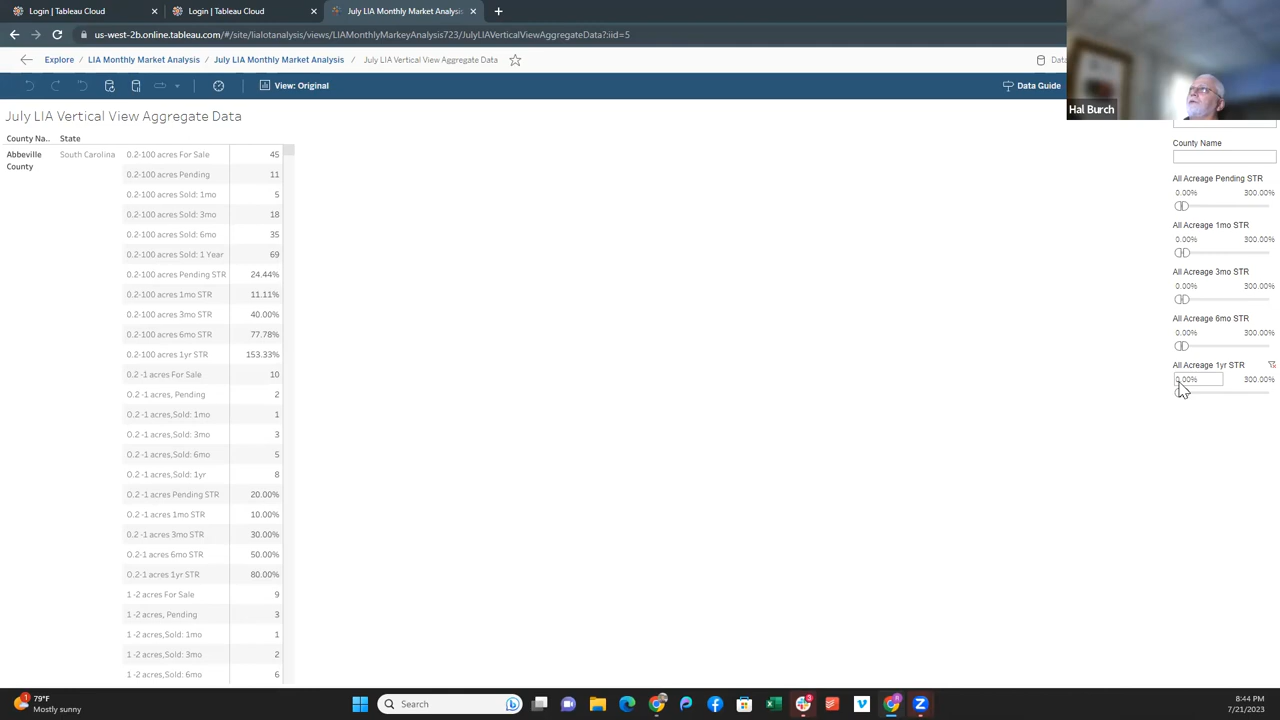 Login | Tableau Cloud
Login | Tableau Cloud
July LIA Monthly Market Analysis
us-west-2b.online.tableau.com/#/site/lialotanalysis/views/LIAMonthlyMarkeyAnalysis723/JulyLIAVerticalViewAggregateData?:iid=5
Explore / LIA Monthly Market Analysis / July LIA Monthly Market Analysis / July LIA Vertical View Aggregate Data
View: Original
Data Guide
Hal Burch
July LIA Vertical View Aggregate Data
County Na.. State
Abbeville County South Carolina
0.2-100 acres For Sale 45
0.2-100 acres Pending 11
0.2-100 acres Sold: 1mo 5
0.2-100 acres Sold: 3mo 18
0.2-100 acres Sold: 6mo 35
0.2-100 acres Sold: 1 Year 69
0.2-100 acres Pending STR 24.44%
0.2-100 acres 1mo STR 11.11%
0.2-100 acres 3mo STR 40.00%
0.2-100 acres 6mo STR 77.78%
0.2-100 acres 1yr STR 153.33%
0.2 -1 acres For Sale 10
0.2 -1 acres, Pending 2
0.2 -1 acres,Sold: 1mo 1
0.2 -1 acres,Sold: 3mo 3
0.2 -1 acres,Sold: 6mo 5
0.2 -1 acres,Sold: 1yr 8
0.2 -1 acres Pending STR 20.00%
0.2 -1 acres 1mo STR 10.00%
0.2 -1 acres 3mo STR 30.00%
0.2-1 acres 6mo STR 50.00%
0.2-1 acres 1yr STR 80.00%
1 -2 acres For Sale 9
1 -2 acres, Pending 3
1 -2 acres,Sold: 1mo 1
1 -2 acres,Sold: 3mo 2
1 -2 acres,Sold: 6mo 6
County Name
All Acreage Pending STR
0.00% 300.00%
All Acreage 1mo STR
0.00% 300.00%
All Acreage 3mo STR
0.00% 300.00%
All Acreage 6mo STR
0.00% 300.00%
All Acreage 1yr STR
0.00% 300.00%
79°F
Mostly sunny
Search
8:44 PM
7/21/2023